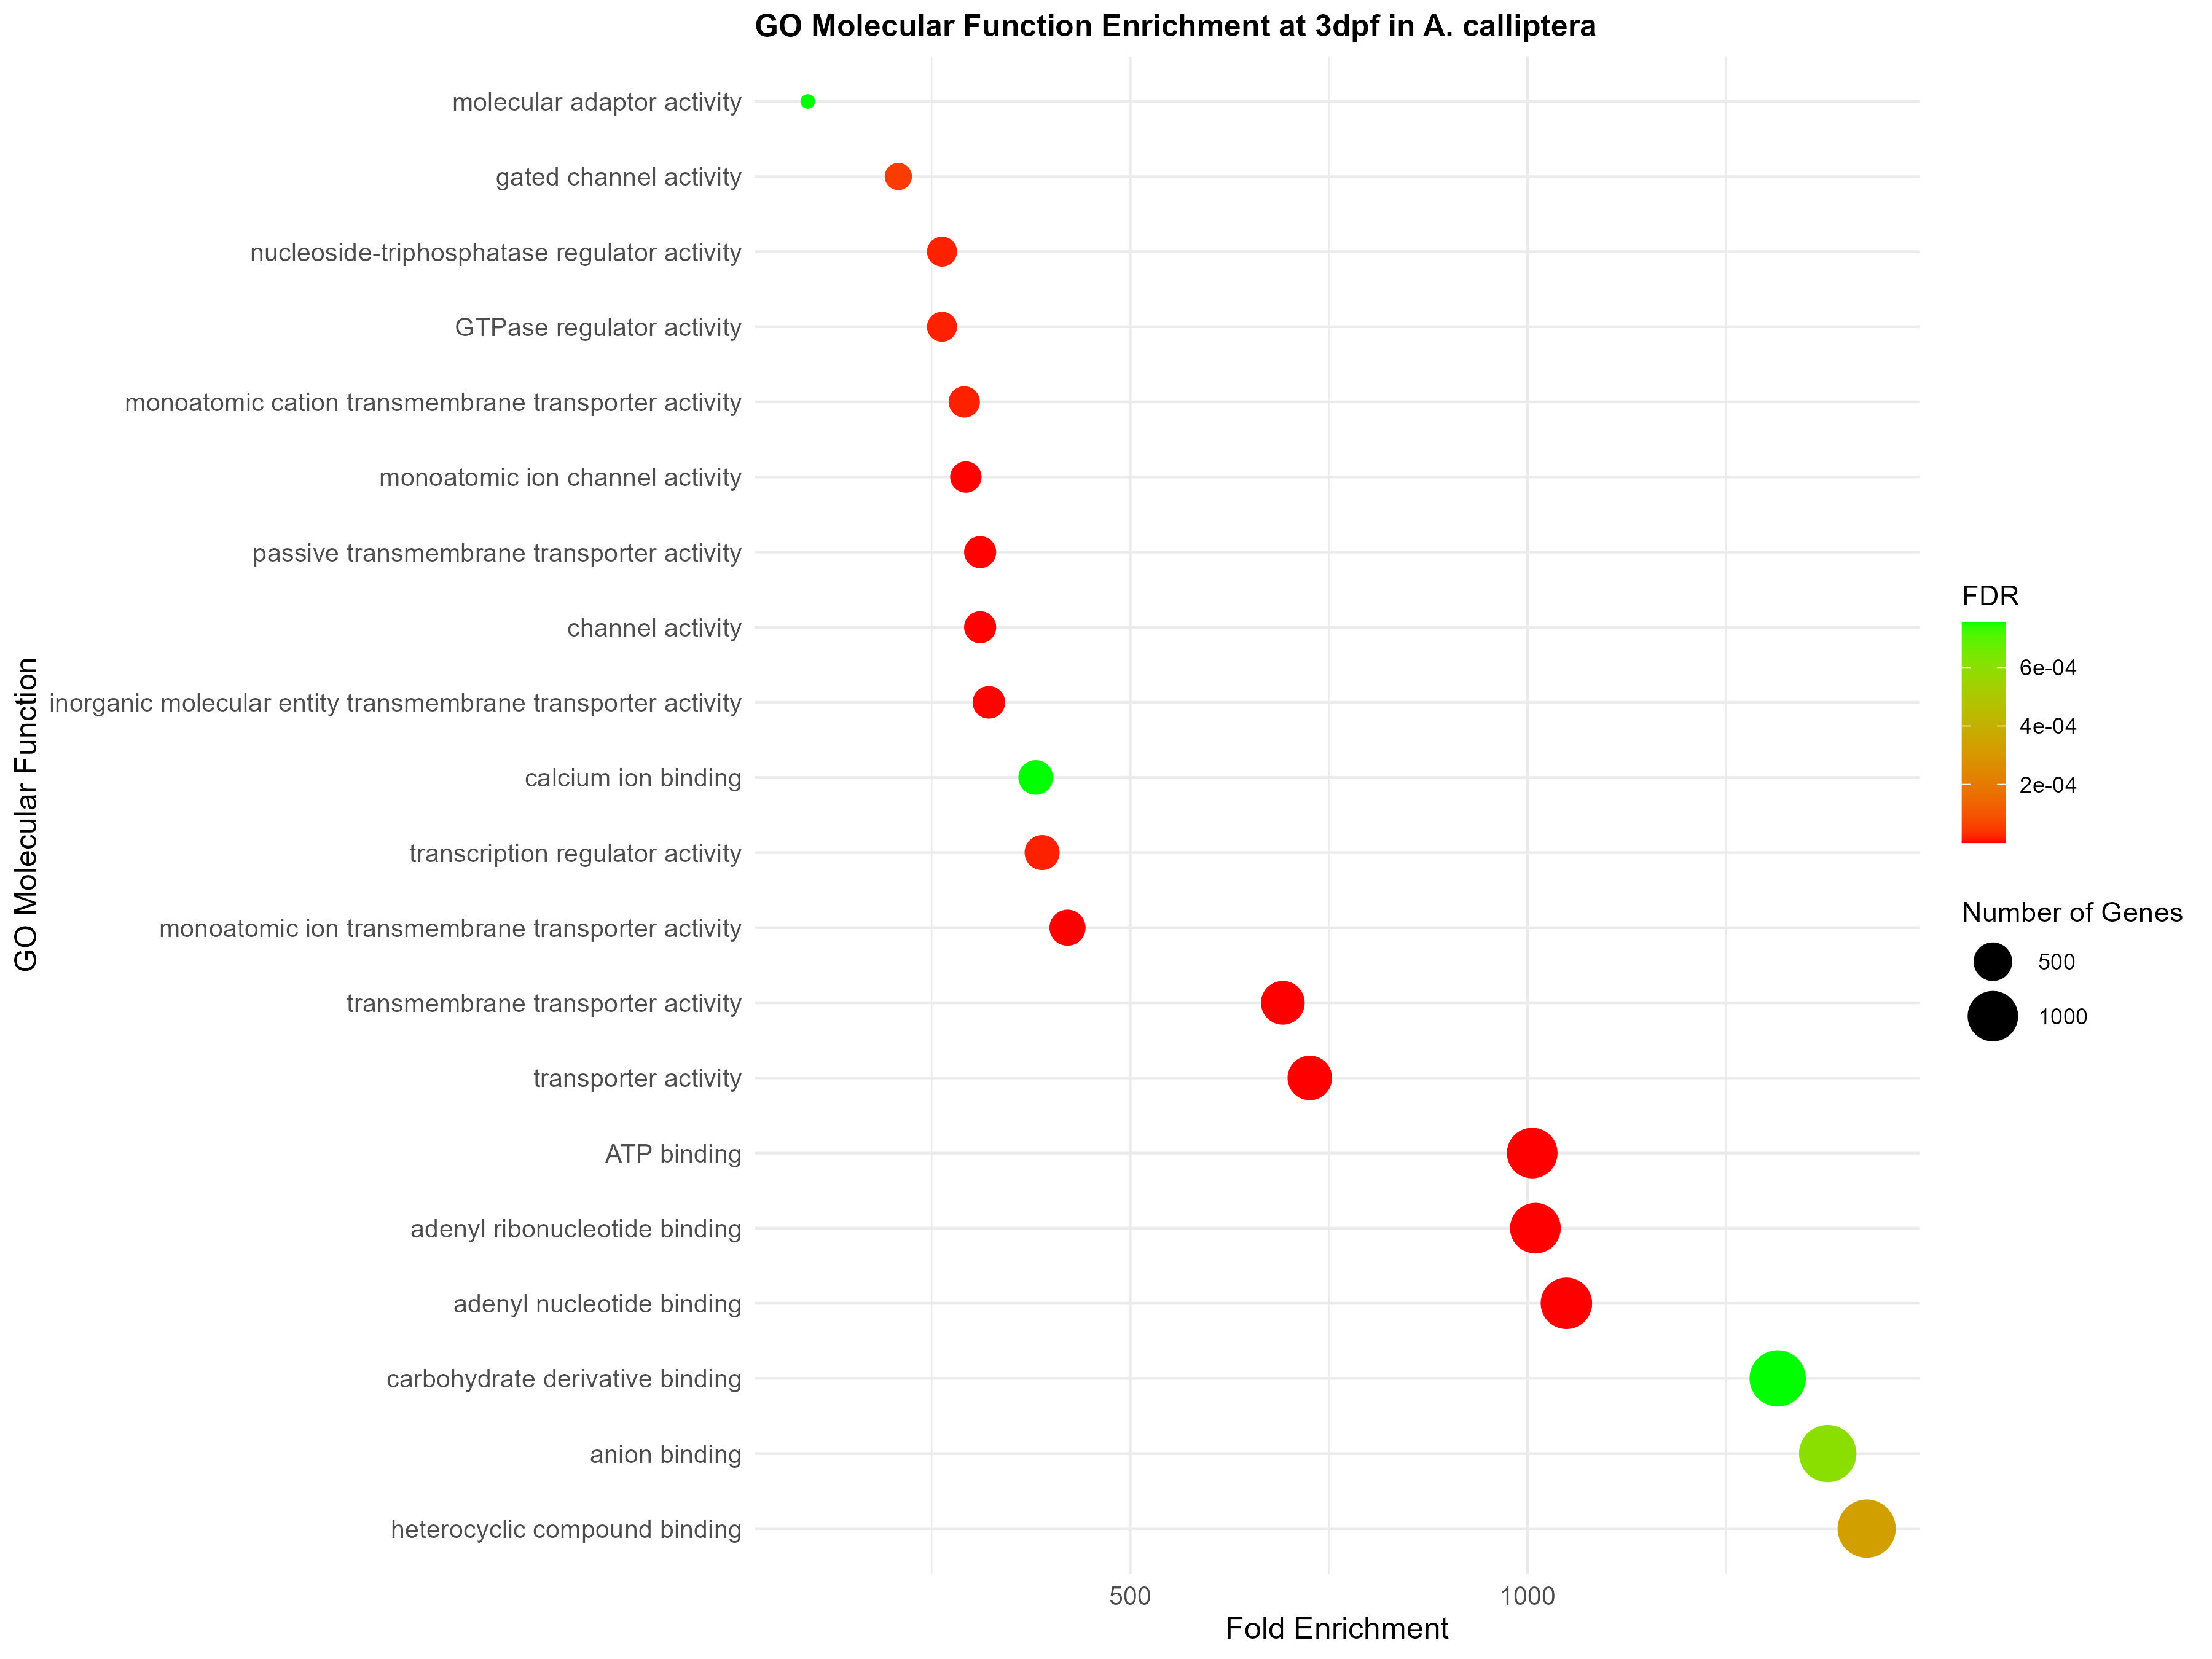 GO Molecular Function Enrichment at 3dpf in A. calliptera
GO Molecular Function
molecular adaptor activity
gated channel activity
nucleoside-triphosphatase regulator activity
GTPase regulator activity
monoatomic cation transmembrane transporter activity
monoatomic ion channel activity
passive transmembrane transporter activity
channel activity
inorganic molecular entity transmembrane transporter activity
calcium ion binding
transcription regulator activity
monoatomic ion transmembrane transporter activity
transmembrane transporter activity
transporter activity
ATP binding
adenyl ribonucleotide binding
adenyl nucleotide binding
carbohydrate derivative binding
anion binding
heterocyclic compound binding
500
1000
Fold Enrichment
FDR
6e-04
4e-04
2e-04
Number of Genes
500
1000